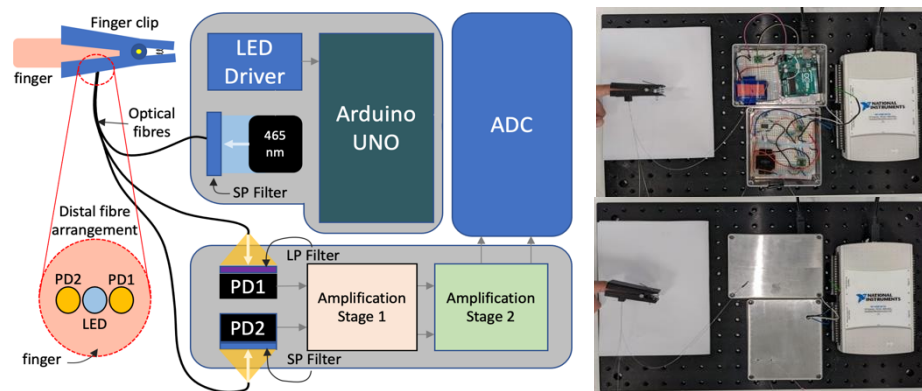 Finger clip
finger
Optical
fibres
LED
Driver
Arduino
UNO
ADC
465
nm
SP Filter
Distal fibre
arrangement
PD2
PD1
LED
finger
LP Filter
PD1
PD2
SP Filter
Amplification
Stage 1
Amplification
Stage 2
NATIONAL
INSTRUMENTS
NATIONAL
INSTRUMENTS